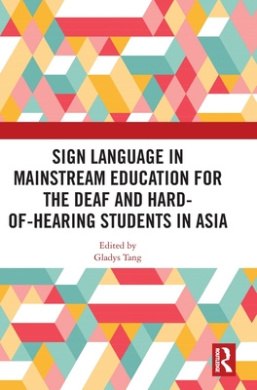 SIGN LANGUAGE IN
MAINSTREAM EDUCATION FOR
THE DEAF AND HARD-
OF-HEARING STUDENTS IN ASIA
Edited by
Gladys Tang
R
ROUTLEDGE